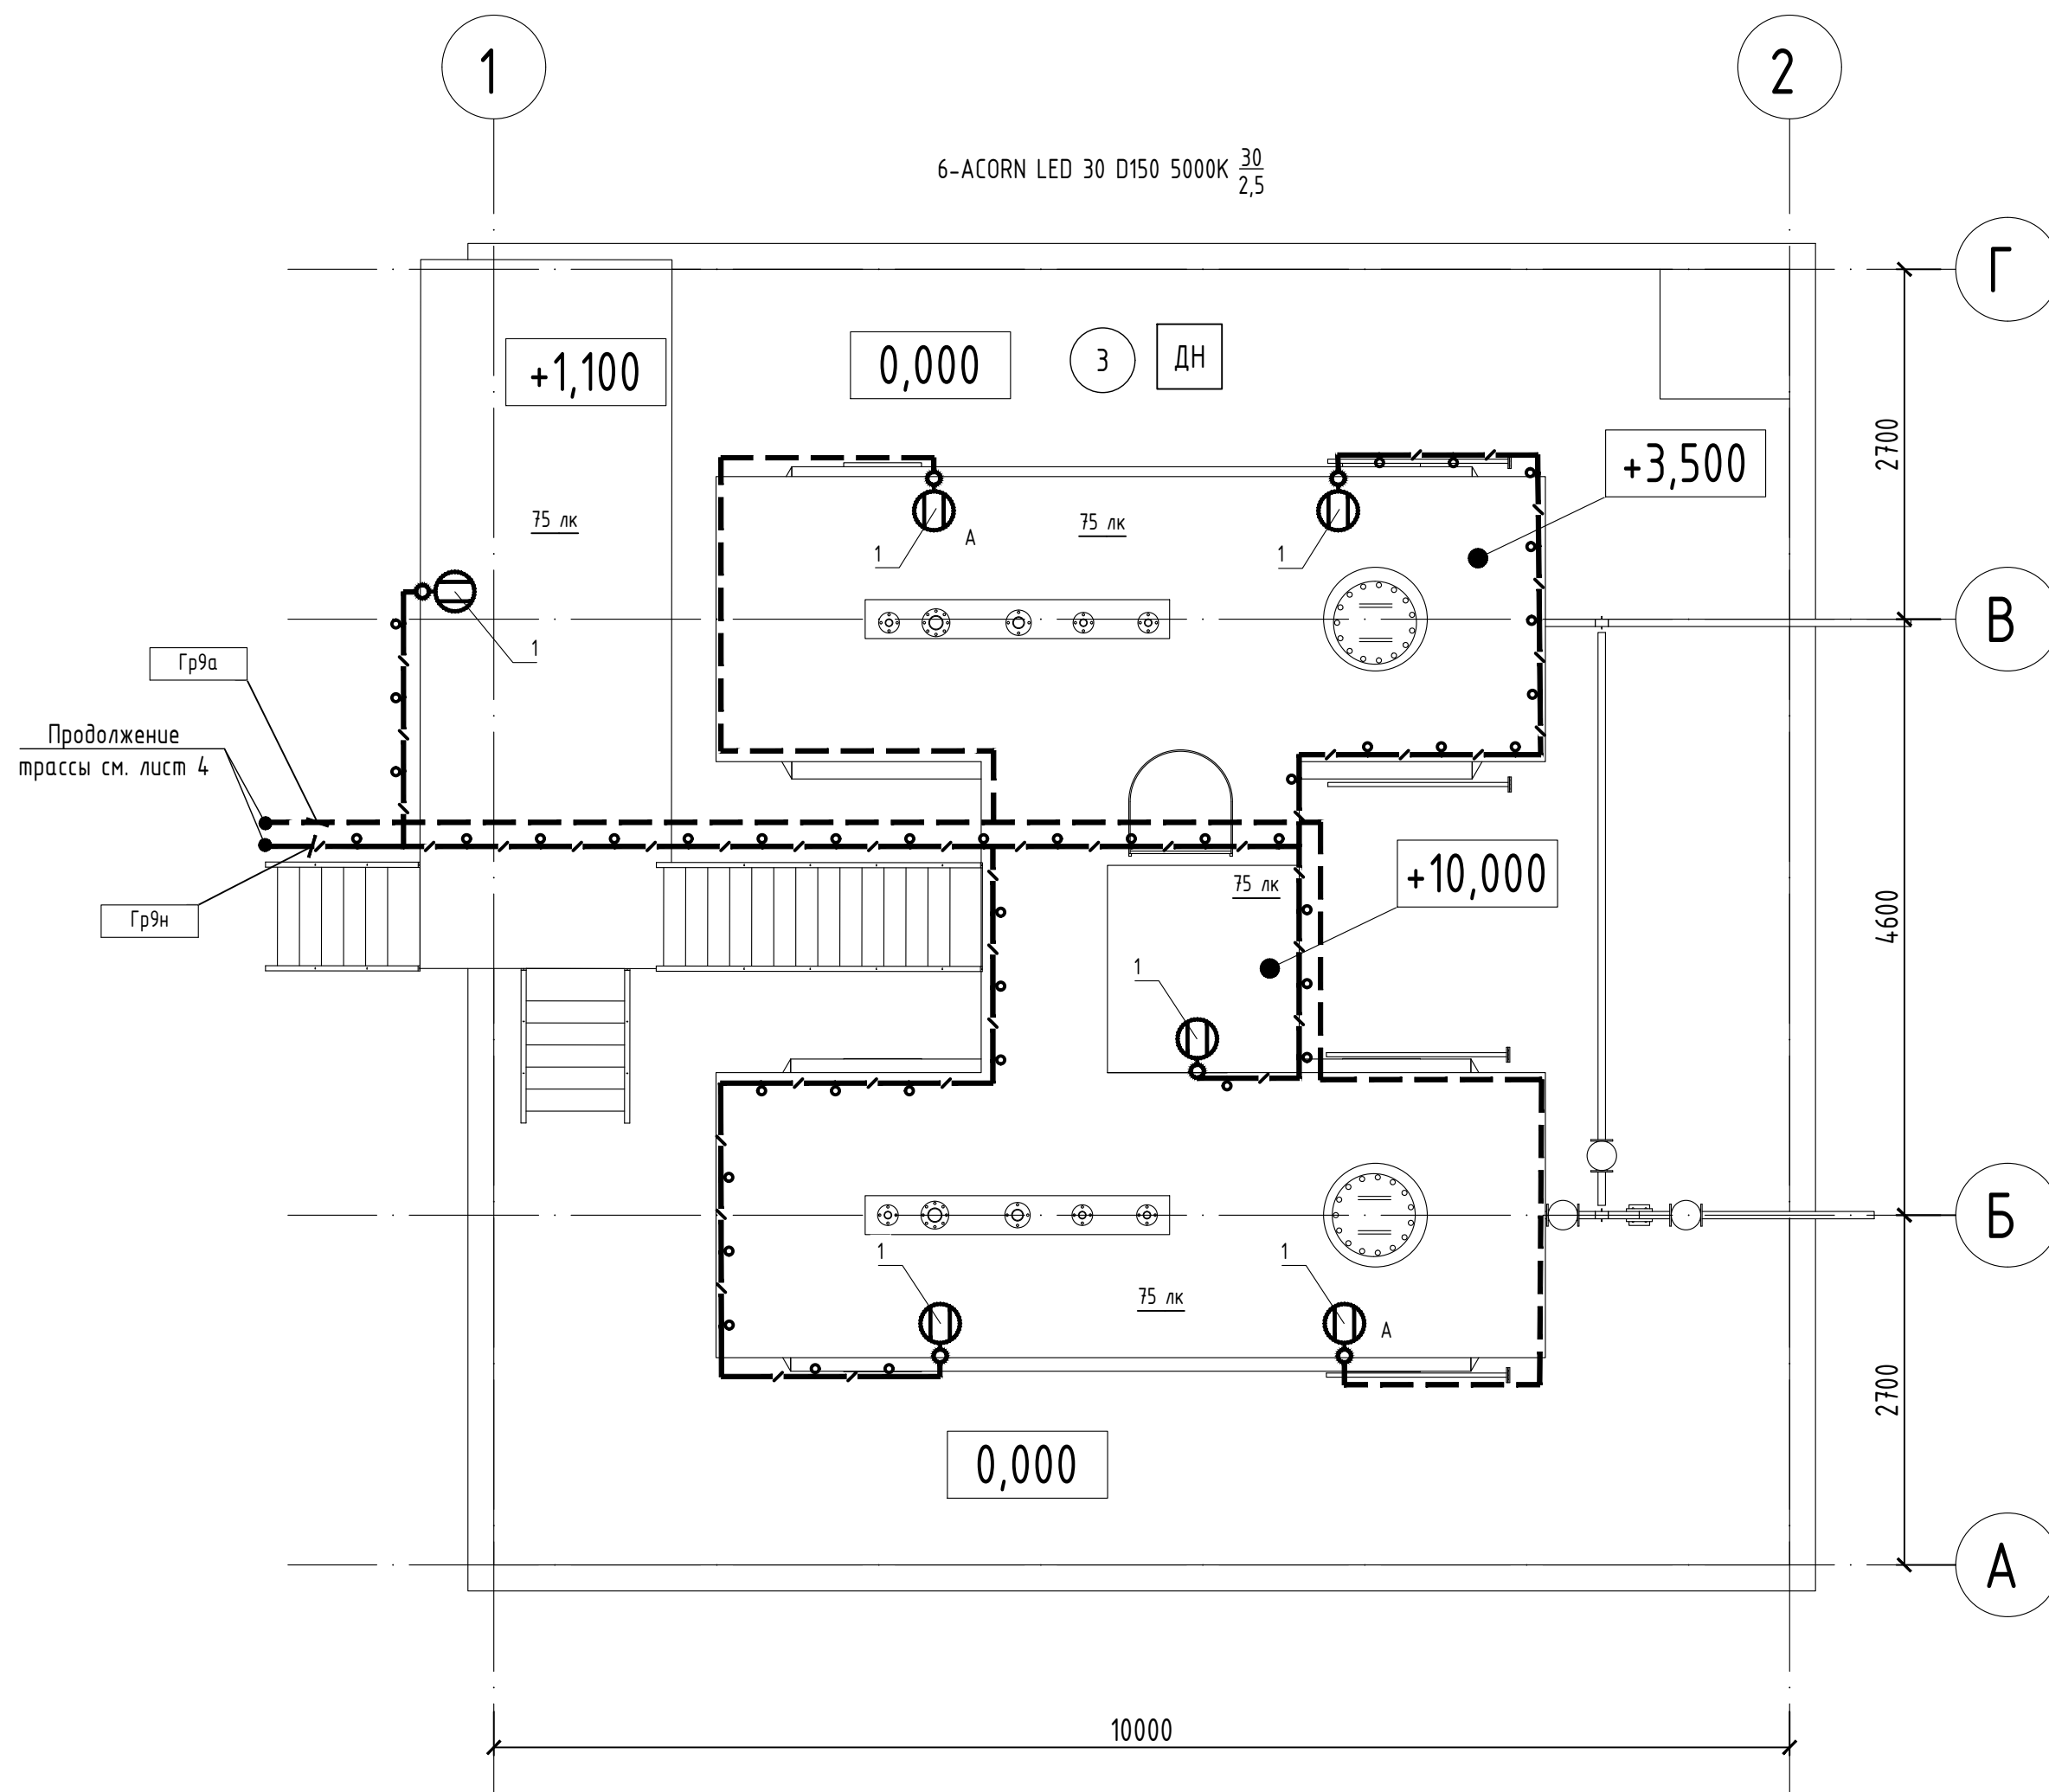 1
2
6-ACORN LED 30 D150 5000K 30
2,5
Г
+1,100
0,000
3
ДН
2700
+3,500
75 лк
75 лк
А
1
1
В
1
Гр9а
Продолжение
трассы см. лист 4
+10,000
75 лк
4600
Гр9н
1
Б
1
1
75 лк
А
2700
0,000
А
10000